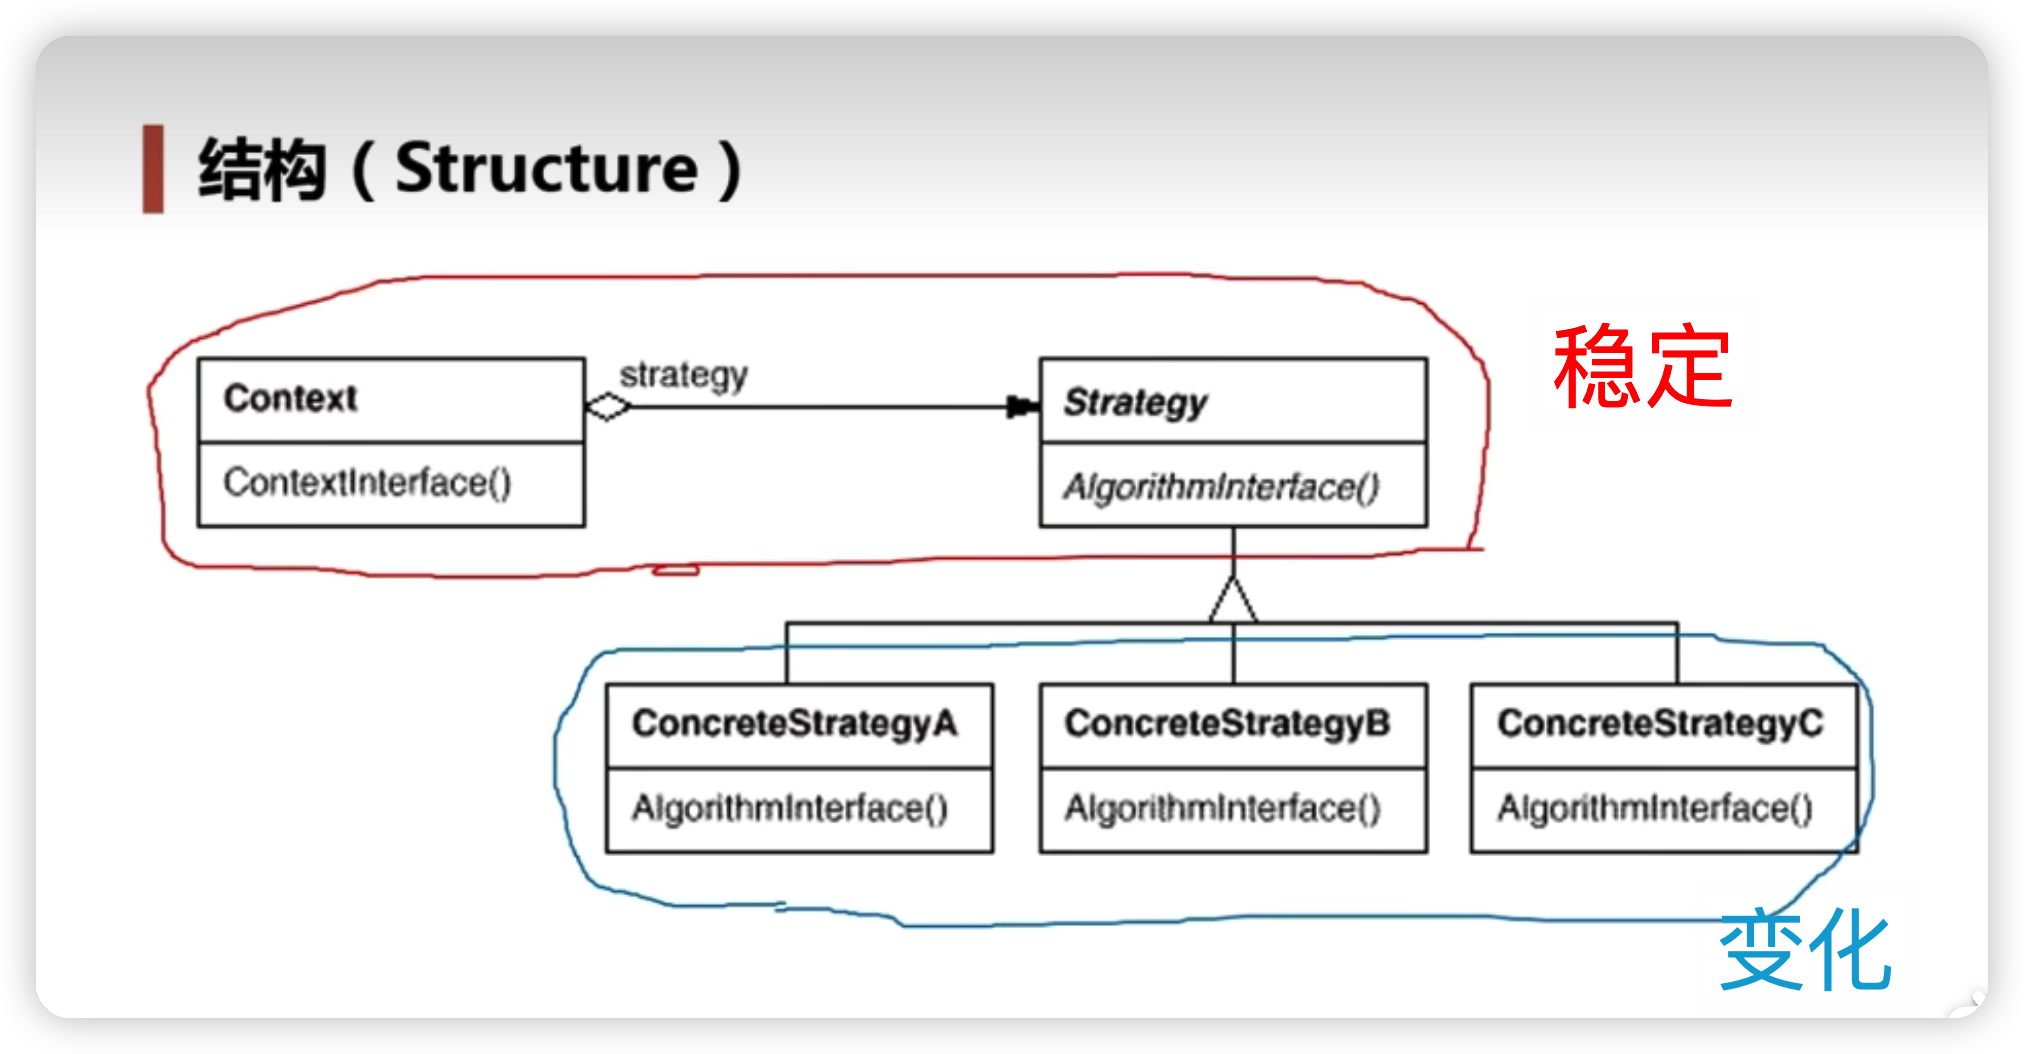 结构（Structure）
稳定
strategy
Context
Strategy
ContextInterface()
AlgorithmInterface()
ConcreteStrategyA
ConcreteStrategyB
ConcreteStrategyC
AlgorithmInterface()
AlgorithmInterface()
AlgorithmInterface()
变化